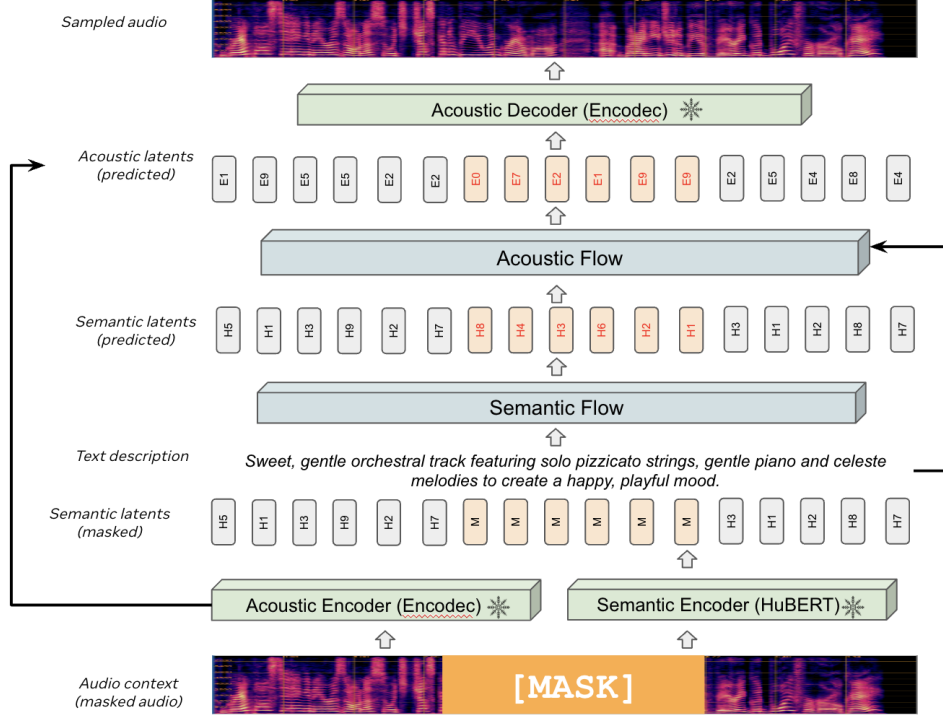 Sampled audio
Acoustic Decoder (Encodec)
Acoustic latents
(predicted)
E1 E9 E5 E5 E2 E2 E0 E7 E2 E1 E9 E9 E2 E5 E4 E8 E4
Acoustic Flow
Semantic latents
(predicted)
H5 H1 H3 H9 H2 H7 H8 H4 H3 H6 H2 H1 H3 H1 H2 H8 H7
Semantic Flow
Text description
Sweet, gentle orchestral track featuring solo pizzicato strings, gentle piano and celeste
melodies to create a happy, playful mood.
Semantic latents
(masked)
H5 H1 H3 H9 H2 H7 M M M M M M H3 H1 H2 H8 H7
Acoustic Encoder (Encodec)
Semantic Encoder (HuBERT)
Audio context
(masked audio)
[MASK]